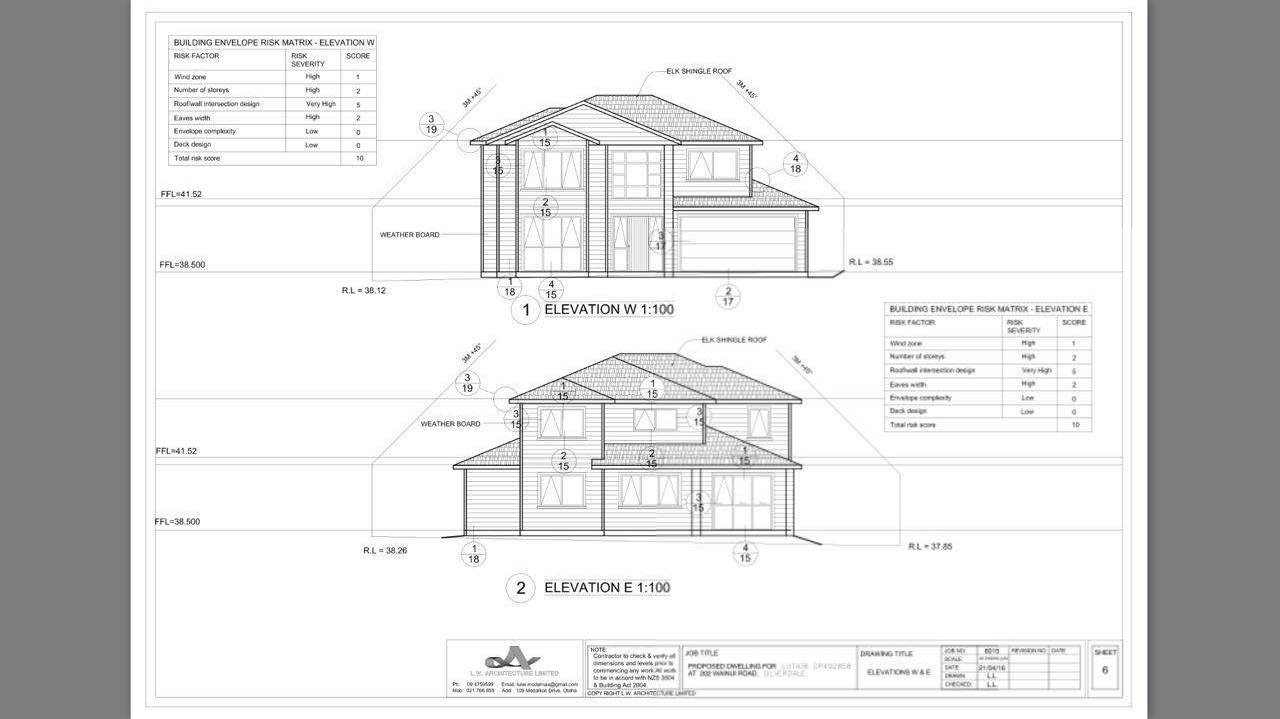 BUILDING ENVELOPE RISK MATRIX - ELEVATION W
RISK FACTOR RISK SEVERITY SCORE
Wind zone High 1
Number of storeys High 2
Roof/wall intersection design Very High 5
Eaves width High 2
Envelope complexity Low 0
Deck design Low 0
Total risk score 10
ELK SHINGLE ROOF
3M +45°
3M +45°
3
19
1
15
3
15
4
18
FFL=41.52
2
15
WEATHER BOARD
3
17
FFL=38.500
R.L = 38.55
R.L = 38.12
1
18
4
15
2
17
1 ELEVATION W 1:100
BUILDING ENVELOPE RISK MATRIX - ELEVATION E
RISK FACTOR RISK SEVERITY SCORE
Wind zone High 1
Number of storeys High 2
Roof/wall intersection design Very High 5
Eaves width High 2
Envelope complexity Low 0
Deck design Low 0
Total risk score 10
ELK SHINGLE ROOF
3M +45°
3M +45°
3
19
1
15
1
15
3
15
3
15
WEATHER BOARD
FFL=41.52
2
15
2
15
1
15
3
15
FFL=38.500
R.L = 38.26
R.L = 37.85
1
18
4
15
2 ELEVATION E 1:100
L.W. ARCHITECTURE LIMITED
Ph: 09 4759599
Mob: 021 766 855 Add: 109 Medallion Drive, Oteha
NOTE:
Contractor to check & verify all
dimensions and levels prior to
commencing any work All work
to be in accord with NZS 3604
& Building Act 2004.
COPY RIGHT L.W. ARCHITECTURE LIMITED
JOB TITLE
PROPOSED DWELLING FOR
AT 202 WAINUI ROAD, SILVERDALE
DRAWING TITLE
ELEVATIONS W & E
JOB NO.
SCALE:
DATE: 21/04/16
DRAWN: L.L.
CHECKED: L.L.
REVISION NO. DATE
SHEET
6